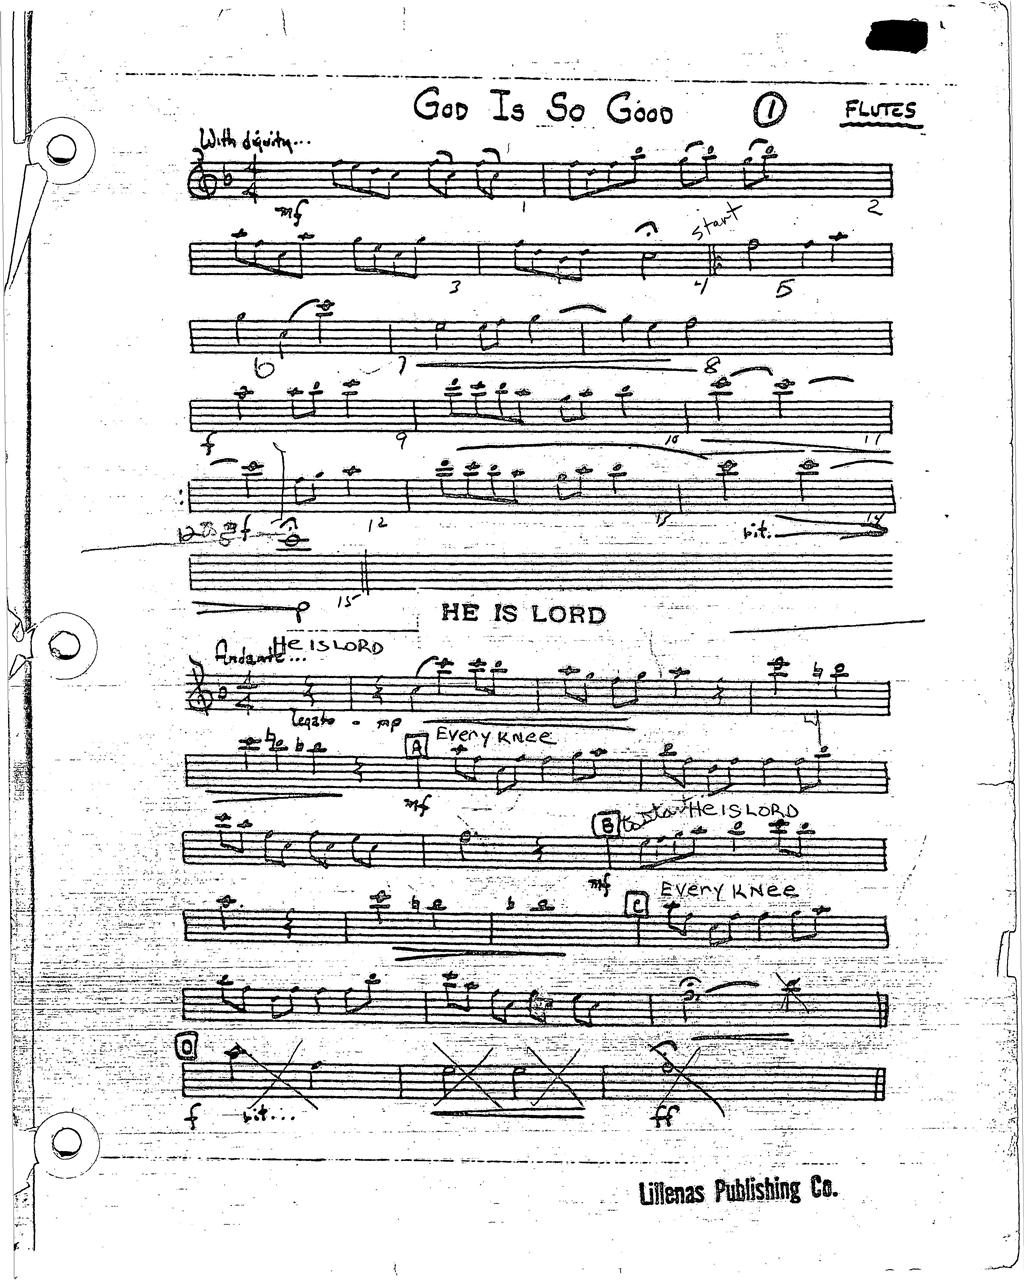 God Is So Good ① FLUTES
With dignity...
mf 1 2
start
3 4 5
6 7 8
f 9 10 11
f 12 13 14
rit.
p 15
HE IS LORD
He is LORD
Andante...
legato - mp
A Every Knee
mf
B to Star He is LORD
mf
C Every Knee
D
f rit... ff
Lillenas Publishing Co.